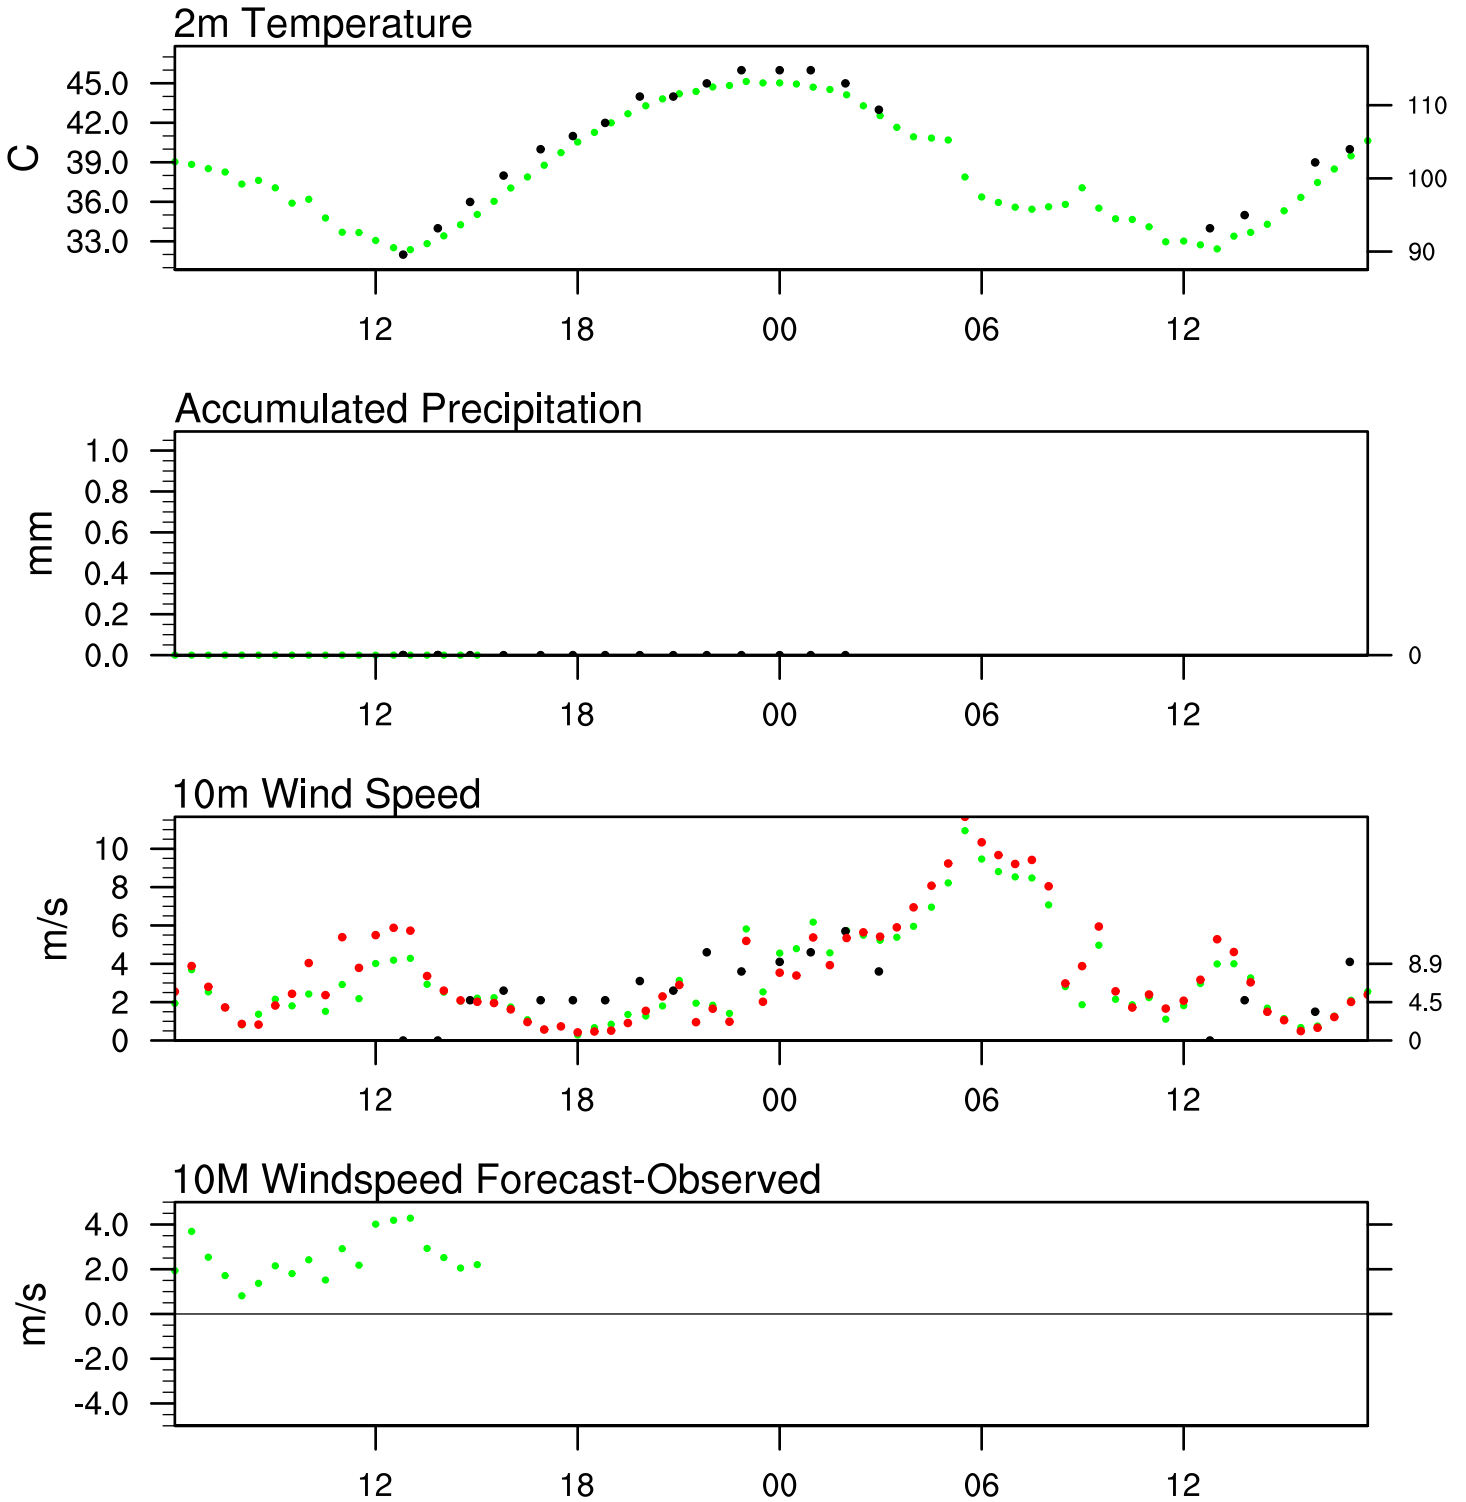 2m Temperature
45.0
42.0
39.0
36.0
33.0
C
110
100
90
12 18 00 06 12
Accumulated Precipitation
1.0
0.8
0.6
0.4
0.2
0.0
mm
0
12 18 00 06 12
10m Wind Speed
10
8
6
4
2
0
m/s
8.9
4.5
0
12 18 00 06 12
10M Windspeed Forecast-Observed
4.0
2.0
0.0
-2.0
-4.0
m/s
12 18 00 06 12